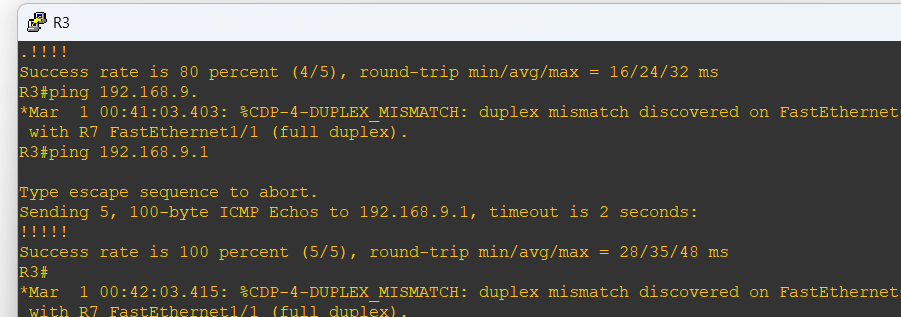 R3
.!!!!
Success rate is 80 percent (4/5), round-trip min/avg/max = 16/24/32 ms
R3#ping 192.168.9.
*Mar  1 00:41:03.403: %CDP-4-DUPLEX_MISMATCH: duplex mismatch discovered on FastEthernet
 with R7 FastEthernet1/1 (full duplex).
R3#ping 192.168.9.1
Type escape sequence to abort.
Sending 5, 100-byte ICMP Echos to 192.168.9.1, timeout is 2 seconds:
!!!!!
Success rate is 100 percent (5/5), round-trip min/avg/max = 28/35/48 ms
R3#
*Mar  1 00:42:03.415: %CDP-4-DUPLEX_MISMATCH: duplex mismatch discovered on FastEthernet
 with R7 FastEthernet1/1 (full duplex).